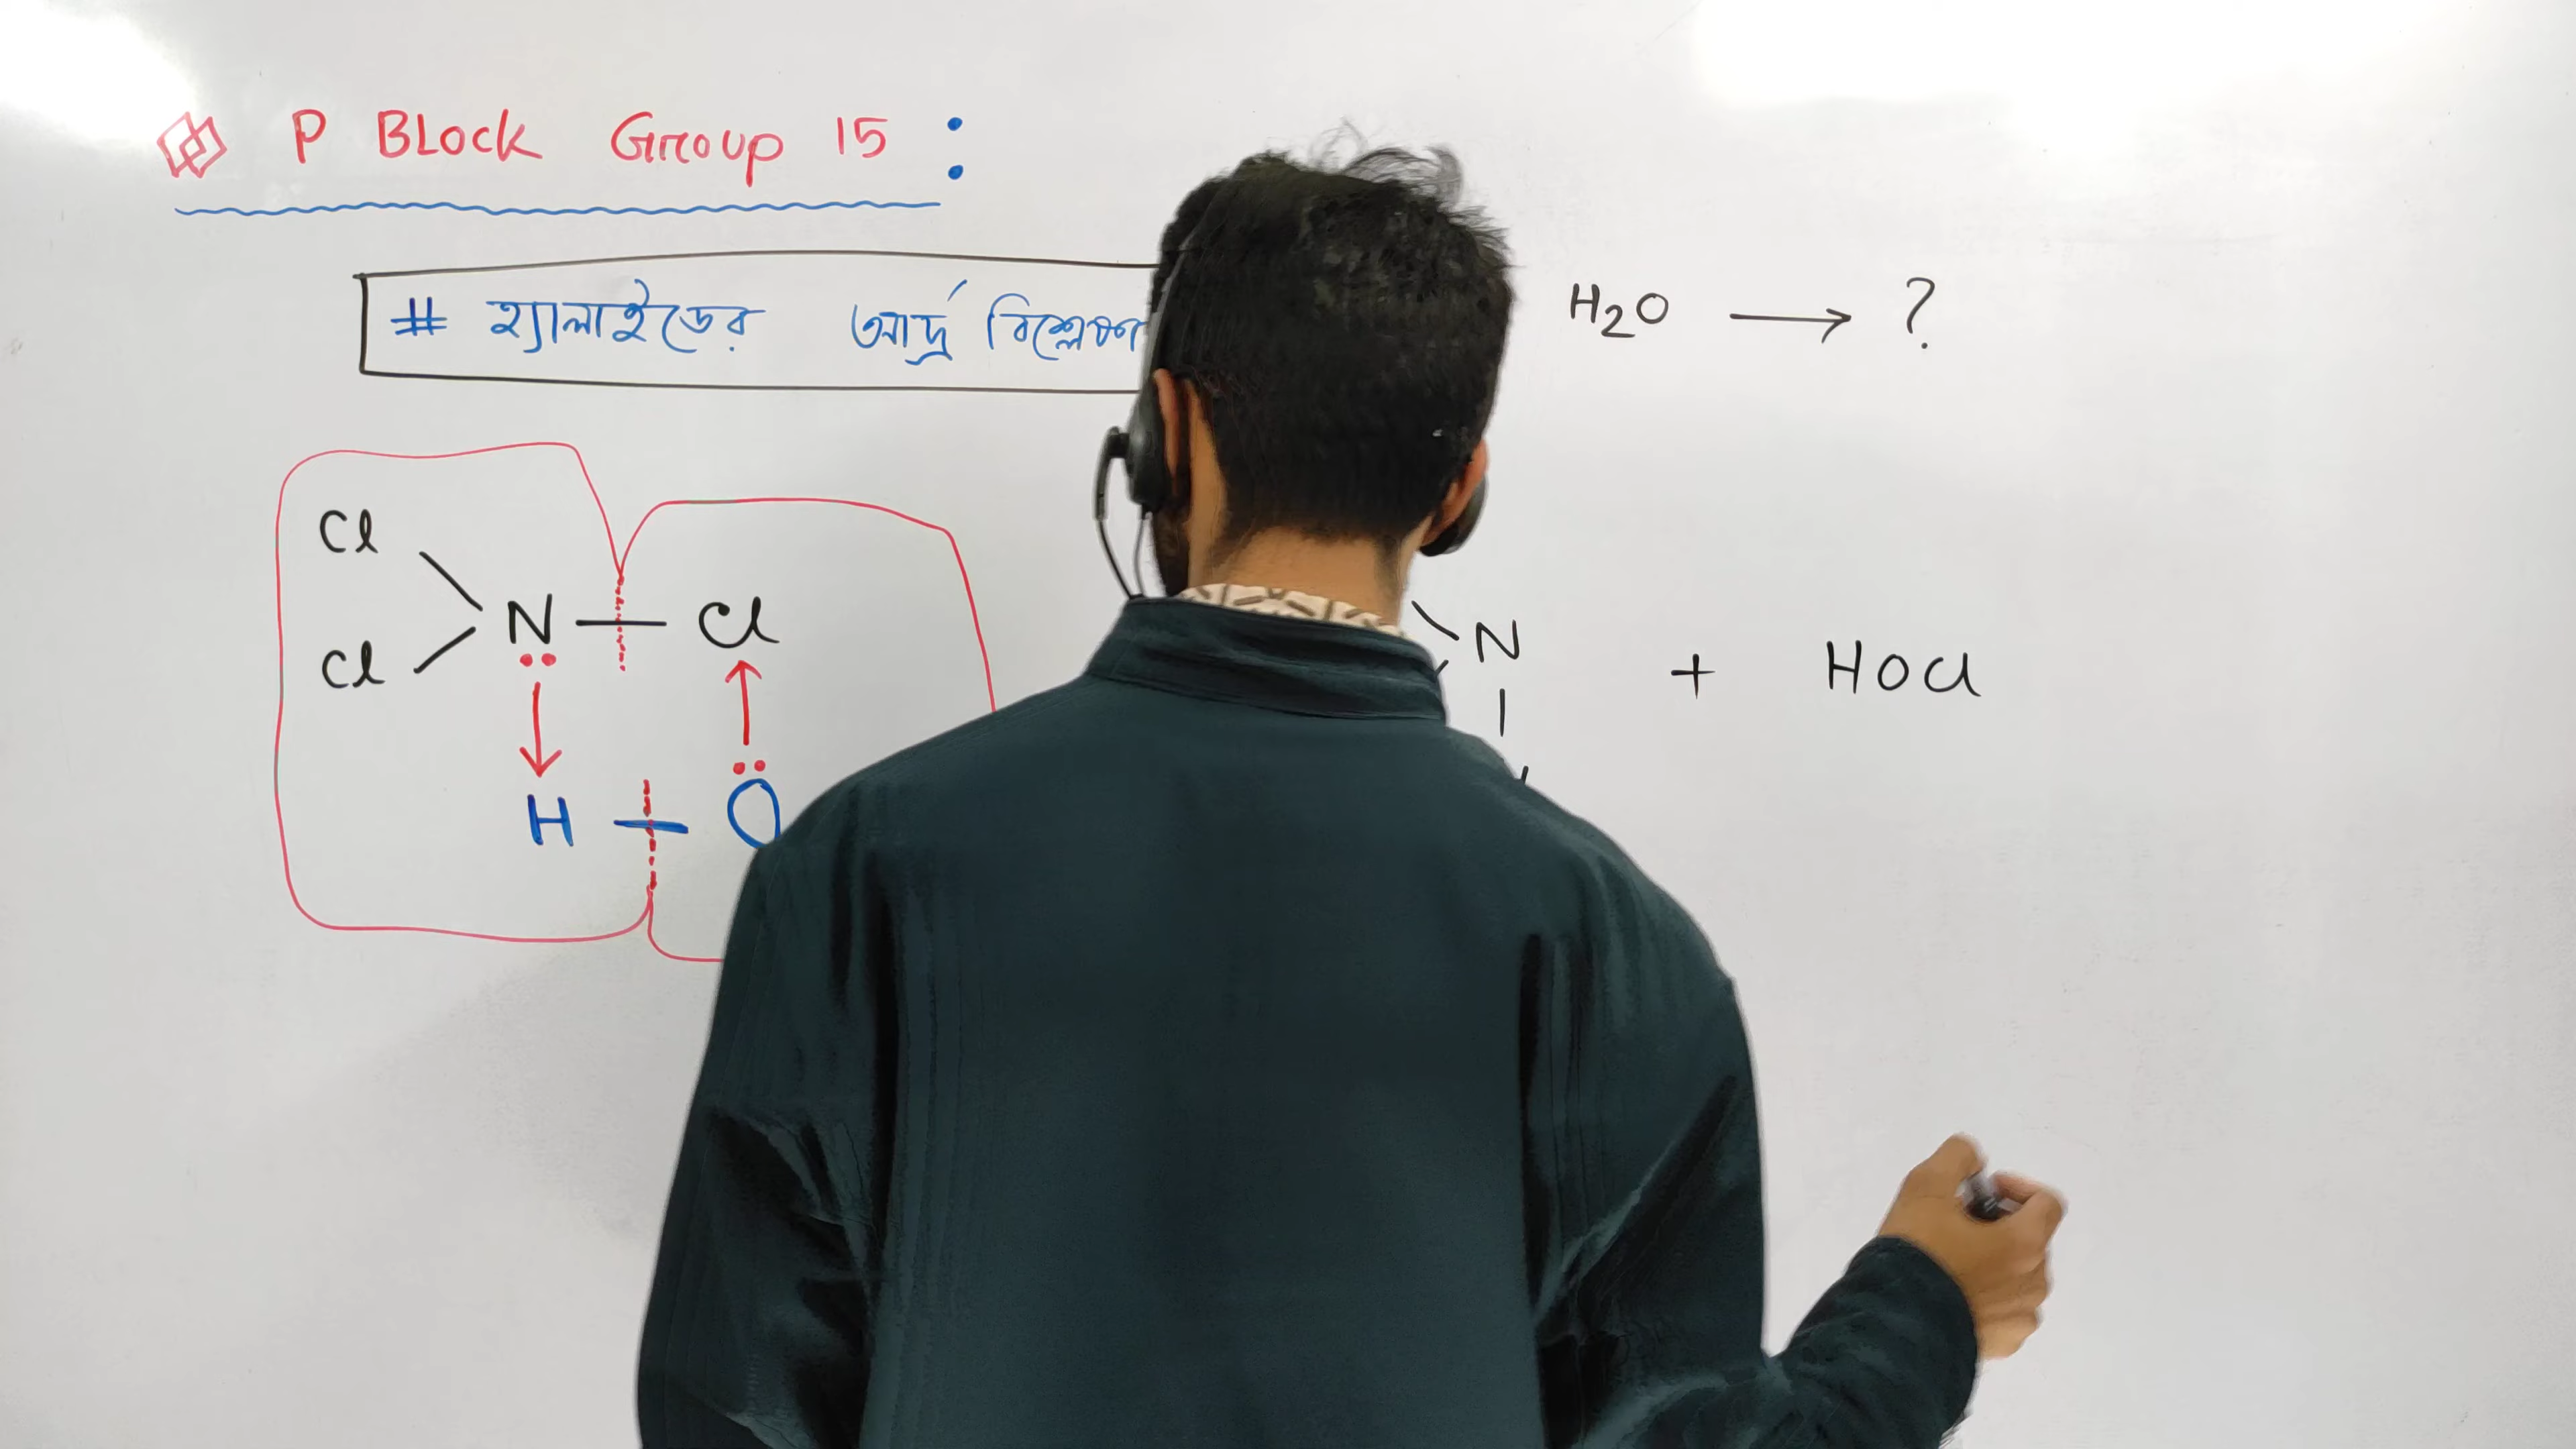 P BLock Group 15 :
# হ্যালাইডের আর্দ্র বিশ্লেষণ
H₂O ⟶ ?
Cl
Cl
N — Cl
H — O
N
+ HOCl